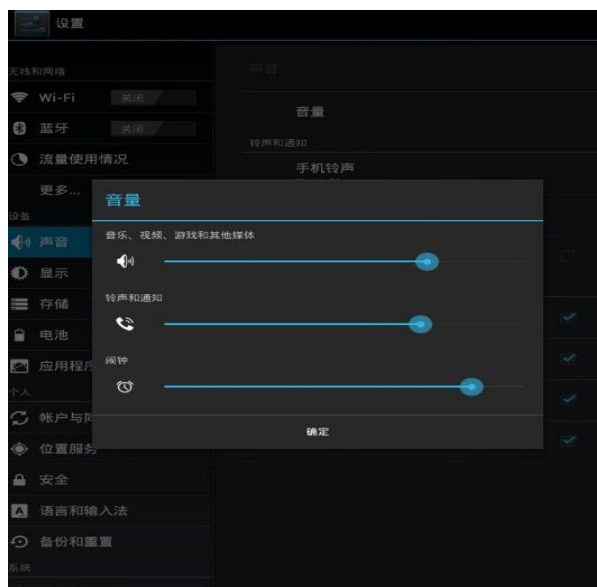 设置
无线和网络
Wi-Fi 关闭
蓝牙 关闭
流量使用情况
更多...
设备
声音
显示
存储
电池
应用程序
个人
帐户与同
位置服务
安全
语言和输入法
备份和重置
系统
声音
音量
铃声和通知
手机铃声
音量
音乐、视频、游戏和其他媒体
铃声和通知
闹钟
确定